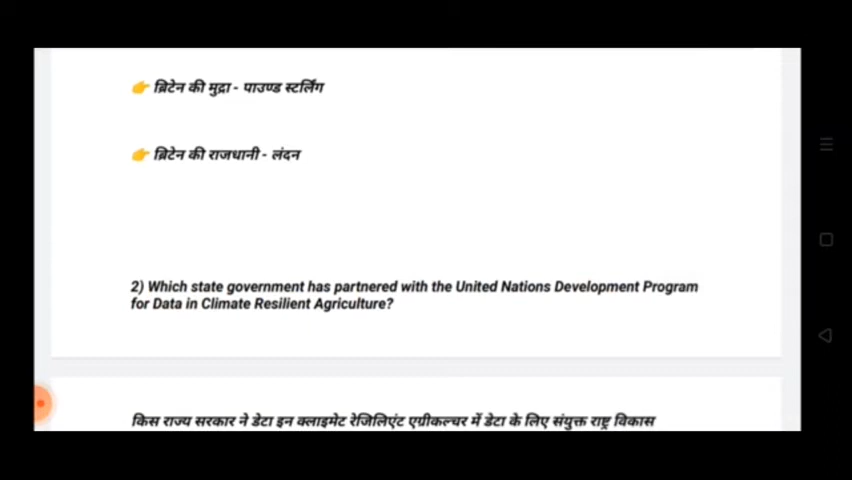 👉 ब्रिटेन की मुद्रा - पाउण्ड स्टर्लिंग
👉 ब्रिटेन की राजधानी - लंदन
2) Which state government has partnered with the United Nations Development Program
for Data in Climate Resilient Agriculture?
किस राज्य सरकार ने डेटा इन क्लाइमेट रेजिलिएंट एग्रीकल्चर में डेटा के लिए संयुक्त राष्ट्र विकास